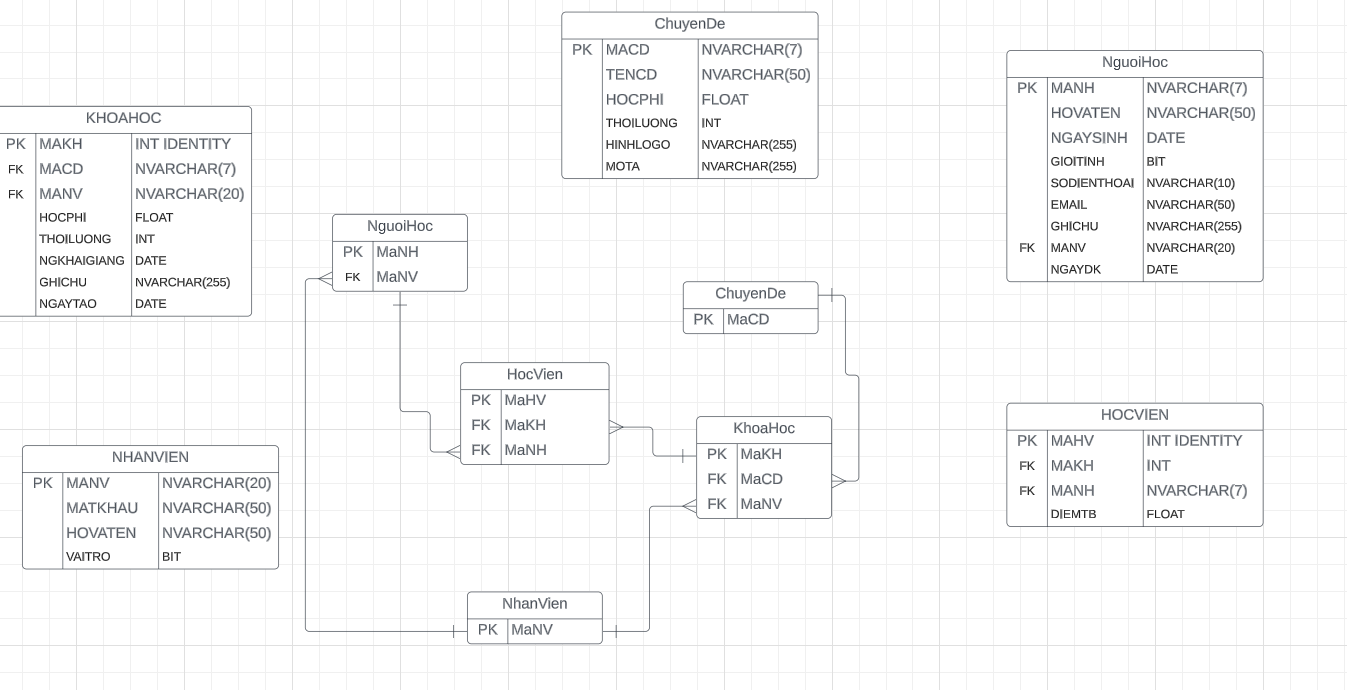 ChuyenDe
PK MACD NVARCHAR(7)
TENCD NVARCHAR(50)
HOCPHI FLOAT
THOILUONG INT
HINHLOGO NVARCHAR(255)
MOTA NVARCHAR(255)
NguoiHoc
PK MANH NVARCHAR(7)
HOVATEN NVARCHAR(50)
NGAYSINH DATE
GIOITINH BIT
SODIENTHOAI NVARCHAR(10)
EMAIL NVARCHAR(50)
GHICHU NVARCHAR(255)
FK MANV NVARCHAR(20)
NGAYDK DATE
KHOAHOC
PK MAKH INT IDENTITY
FK MACD NVARCHAR(7)
FK MANV NVARCHAR(20)
HOCPHI FLOAT
THOILUONG INT
NGKHAIGIANG DATE
GHICHU NVARCHAR(255)
NGAYTAO DATE
NguoiHoc
PK MaNH
FK MaNV
ChuyenDe
PK MaCD
HocVien
PK MaHV
FK MaKH
FK MaNH
KhoaHoc
PK MaKH
FK MaCD
FK MaNV
HOCVIEN
PK MAHV INT IDENTITY
FK MAKH INT
FK MANH NVARCHAR(7)
DIEMTB FLOAT
NHANVIEN
PK MANV NVARCHAR(20)
MATKHAU NVARCHAR(50)
HOVATEN NVARCHAR(50)
VAITRO BIT
NhanVien
PK MaNV